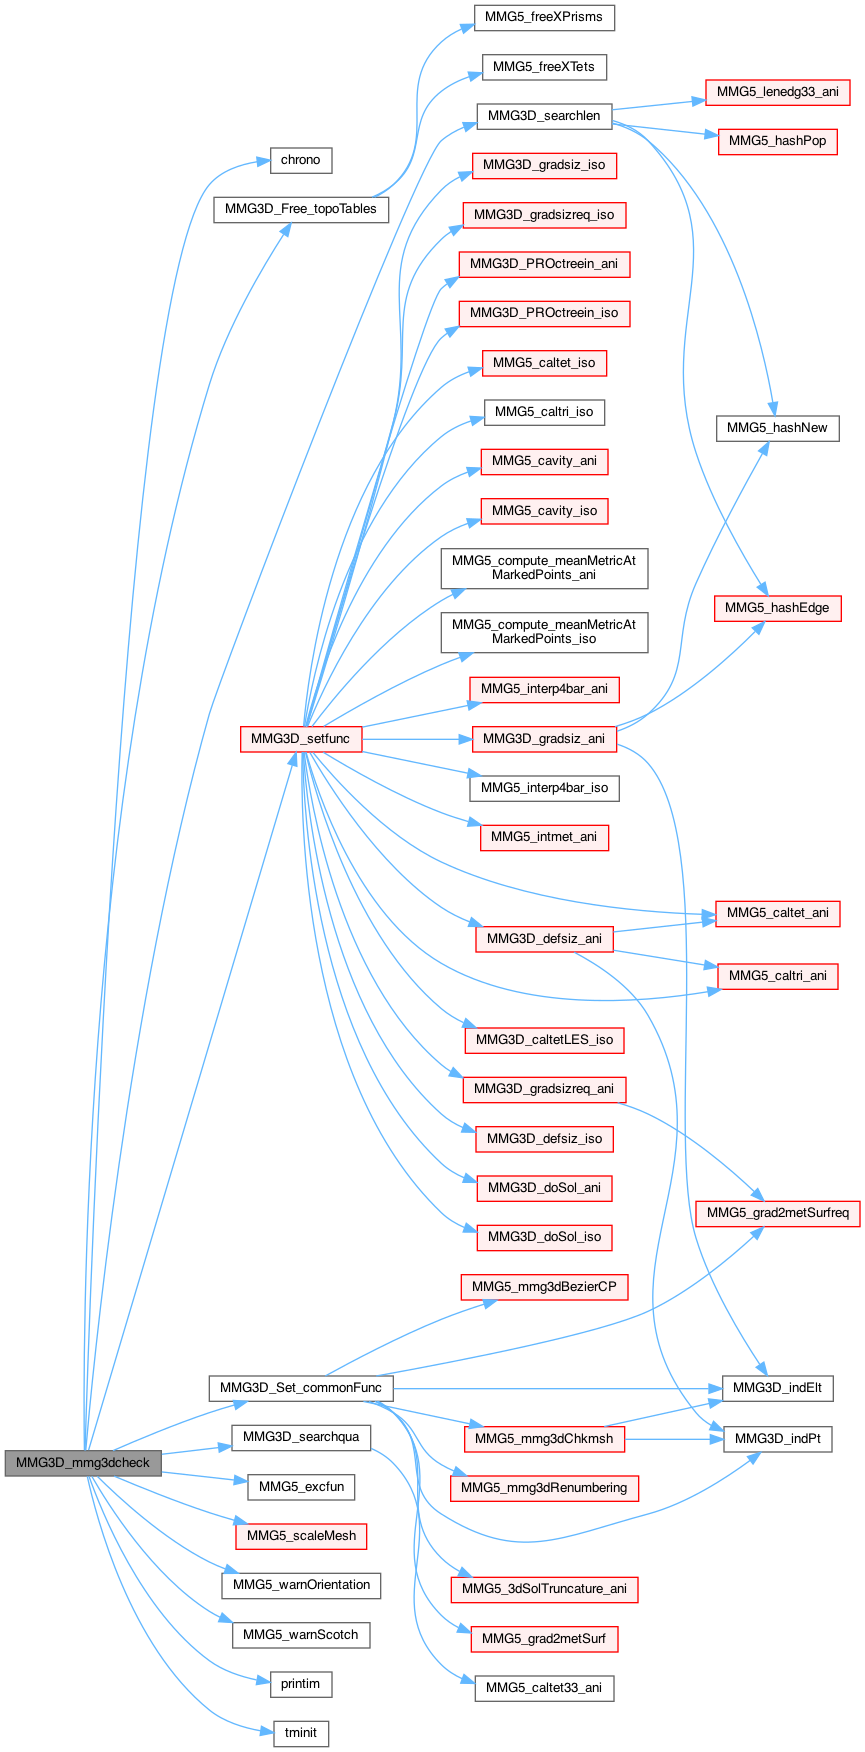 MMG5_freeXPrisms
MMG5_freeXTets
MMG3D_searchlen
MMG5_lenedg33_ani
MMG5_hashPop
chrono
MMG3D_gradsiz_iso
MMG3D_Free_topoTables
MMG3D_gradsizreq_iso
MMG3D_PROctreein_ani
MMG3D_PROctreein_iso
MMG5_caltet_iso
MMG5_caltri_iso
MMG5_hashNew
MMG5_cavity_ani
MMG5_cavity_iso
MMG5_compute_meanMetricAt
MarkedPoints_ani
MMG5_hashEdge
MMG5_compute_meanMetricAt
MarkedPoints_iso
MMG5_interp4bar_ani
MMG3D_setfunc
MMG3D_gradsiz_ani
MMG5_interp4bar_iso
MMG5_intmet_ani
MMG5_caltet_ani
MMG3D_defsiz_ani
MMG5_caltri_ani
MMG3D_caltetLES_iso
MMG3D_gradsizreq_ani
MMG3D_defsiz_iso
MMG3D_doSol_ani
MMG5_grad2metSurfreq
MMG3D_doSol_iso
MMG5_mmg3dBezierCP
MMG3D_Set_commonFunc
MMG3D_indElt
MMG3D_searchqua
MMG5_mmg3dChkmsh
MMG3D_indPt
MMG3D_mmg3dcheck
MMG5_excfun
MMG5_mmg3dRenumbering
MMG5_scaleMesh
MMG5_warnOrientation
MMG5_3dSolTruncature_ani
MMG5_warnScotch
MMG5_grad2metSurf
printim
MMG5_caltet33_ani
tminit